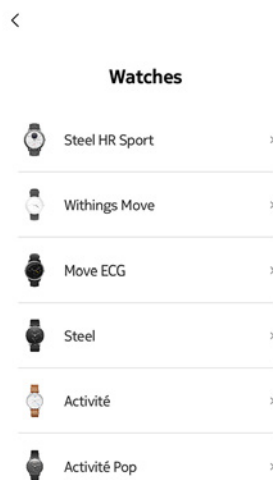 Watches
Steel HR Sport
Withings Move
Move ECG
Steel
Activité
Activité Pop